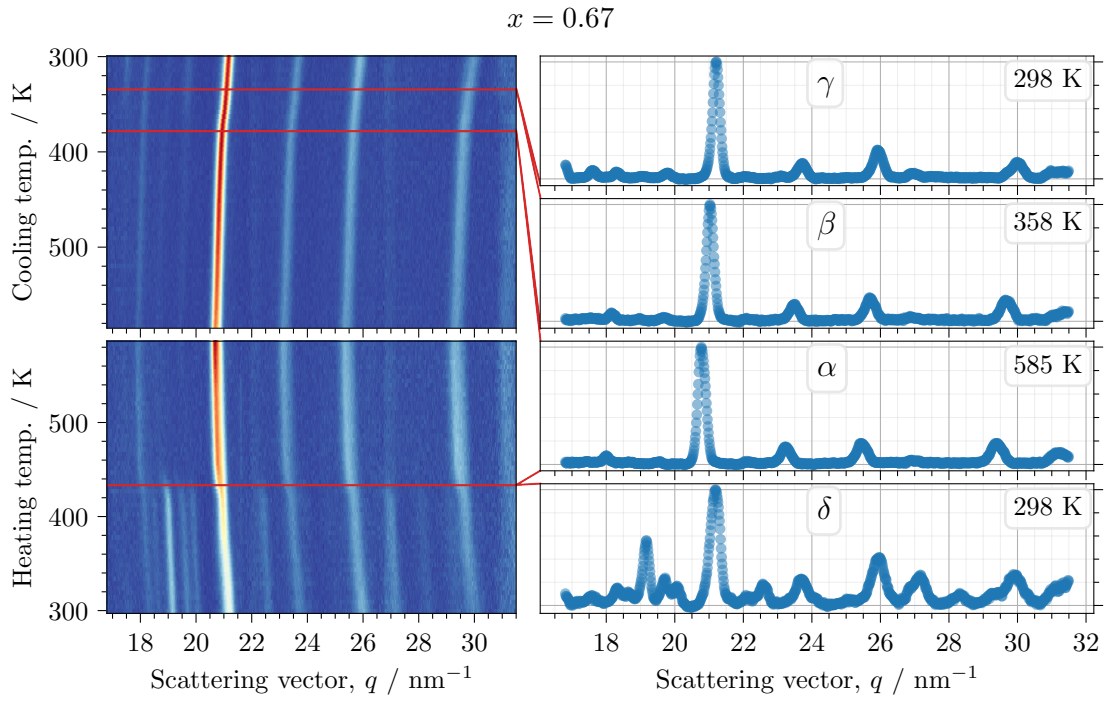 x = 0.67
300
400
500
Cooling temp. / K
500
400
300
Heating temp. / K
18 20 22 24 26 28 30
Scattering vector, q / nm⁻¹
γ 298 K
β 358 K
α 585 K
δ 298 K
18 20 22 24 26 28 30 32
Scattering vector, q / nm⁻¹